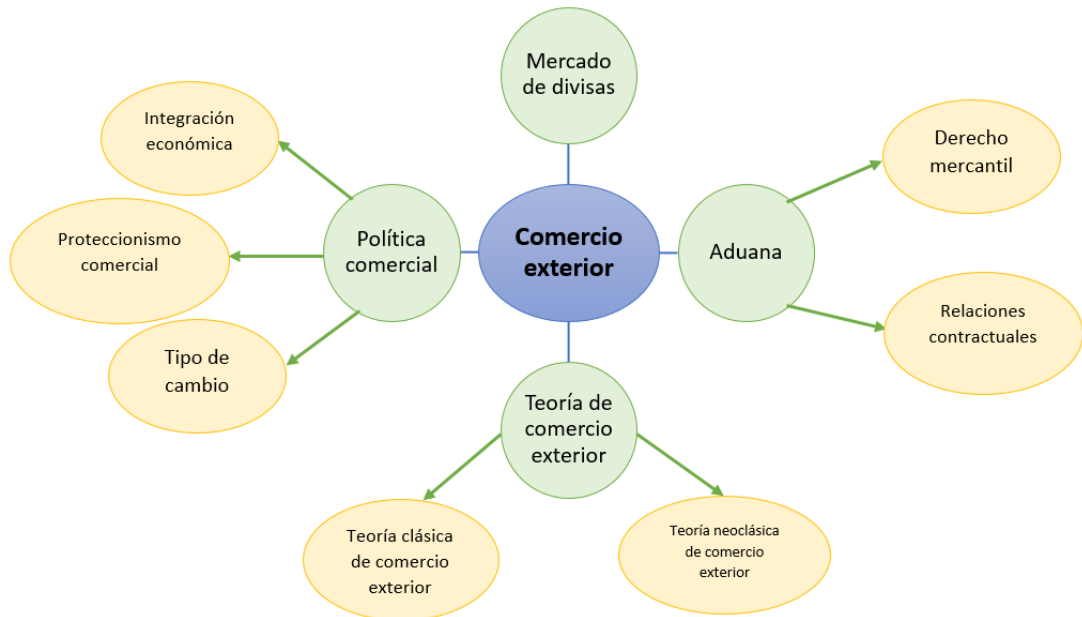 Mercado
de divisas
Integración
económica
Derecho
mercantil
Proteccionismo
comercial
Política
comercial
Comercio
exterior
Aduana
Relaciones
contractuales
Tipo de
cambio
Teoría de
comercio
exterior
Teoría clásica
de comercio
exterior
Teoría neoclásica
de comercio
exterior